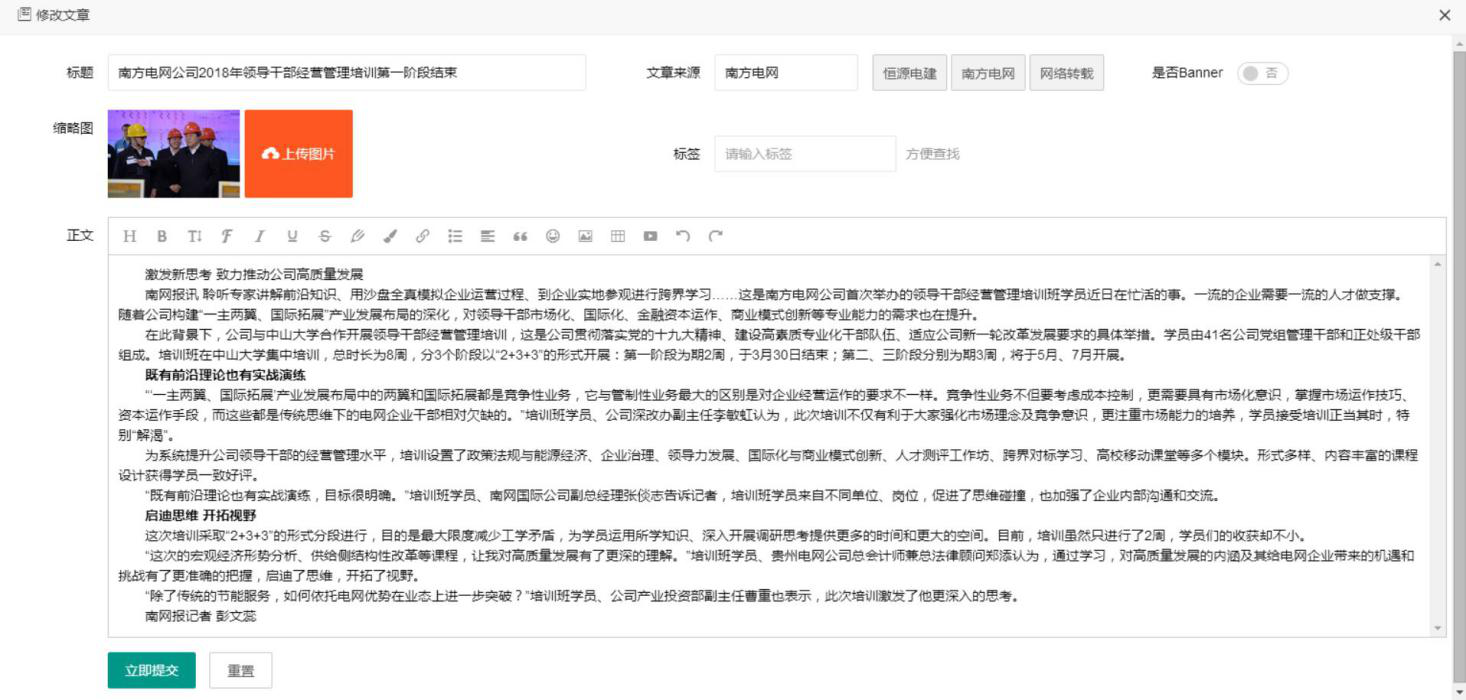 修改文章
标题 南方电网公司2018年领导干部经营管理培训第一阶段结束 文章来源 南方电网 恒源电建 南方电网 网络转载 是否Banner 否
缩略图 上传图片 标签 请输入标签 方便查找
正文
激发新思考 致力推动公司高质量发展
南网报讯 聆听专家讲解前沿知识、用沙盘全真模拟企业运营过程、到企业实地参观进行跨界学习……这是南方电网公司首次举办的领导干部经营管理培训班学员近日在忙活的事。一流的企业需要一流的人才做支撑。
随着公司构建“一主两翼、国际拓展”产业发展布局的深化，对领导干部市场化、国际化、金融资本运作、商业模式创新等专业能力的需求也在提升。
在此背景下，公司与中山大学合作开展领导干部经营管理培训，这是公司贯彻落实党的十九大精神、建设高素质专业化干部队伍、适应公司新一轮改革发展要求的具体举措。学员由41名公司党组管理干部和正处级干部
组成。培训班在中山大学集中培训，总时长为8周，分3个阶段以“2+3+3”的形式开展：第一阶段为期2周，于3月30日结束；第二、三阶段分别为期3周，将于5月、7月开展。
既有前沿理论也有实战演练
“‘一主两翼、国际拓展’产业发展布局中的两翼和国际拓展都是竞争性业务，它与管制性业务最大的区别是对企业经营运作的要求不一样。竞争性业务不但要考虑成本控制，更需要具有市场化意识，掌握市场运作技巧、
资本运作手段，而这些都是传统思维下的电网企业干部相对欠缺的。”培训班学员、公司深改办副主任李敏虹认为，此次培训不仅有利于大家强化市场理念及竞争意识，更注重市场能力的培养，学员接受培训正当其时，特
别“解渴”。
为系统提升公司领导干部的经营管理水平，培训设置了政策法规与能源经济、企业治理、领导力发展、国际化与商业模式创新、人才测评工作坊、跨界对标学习、高校移动课堂等多个模块。形式多样、内容丰富的课程
设计获得学员一致好评。
“既有前沿理论也有实战演练，目标很明确。”培训班学员、南网国际公司副总经理张倓志告诉记者，培训班学员来自不同单位、岗位，促进了思维碰撞，也加强了企业内部沟通和交流。
启迪思维 开拓视野
这次培训采取“2+3+3”的形式分段进行，目的是最大限度减少工学矛盾，为学员运用所学知识、深入开展调研思考提供更多的时间和更大的空间。目前，培训虽然只进行了2周，学员们的收获却不小。
“这次的宏观经济形势分析、供给侧结构性改革等课程，让我对高质量发展有了更深的理解。”培训班学员、贵州电网公司总会计师兼总法律顾问郑添认为，通过学习，对高质量发展的内涵及其给电网企业带来的机遇和
挑战有了更准确的把握，启迪了思维，开拓了视野。
“除了传统的节能服务，如何依托电网优势在业态上进一步突破？”培训班学员、公司产业投资部副主任曹重也表示，此次培训激发了他更深入的思考。
南网报记者 彭文蕊
立即提交 重置